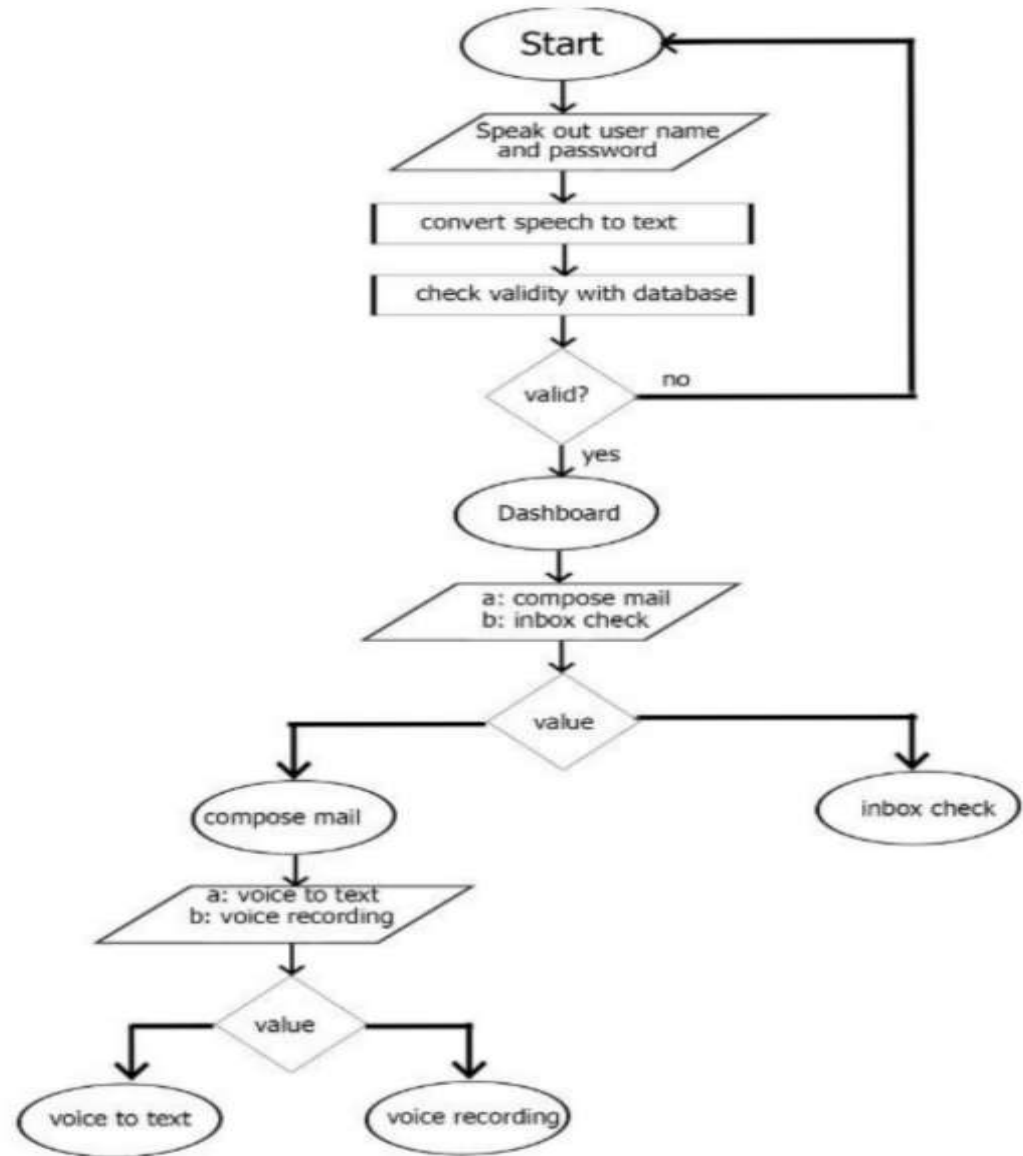 Start
Speak out user name
and password
convert speech to text
check validity with database
valid?
no
yes
Dashboard
a: compose mail
b: inbox check
value
compose mail
inbox check
a: voice to text
b: voice recording
value
voice to text
voice recording